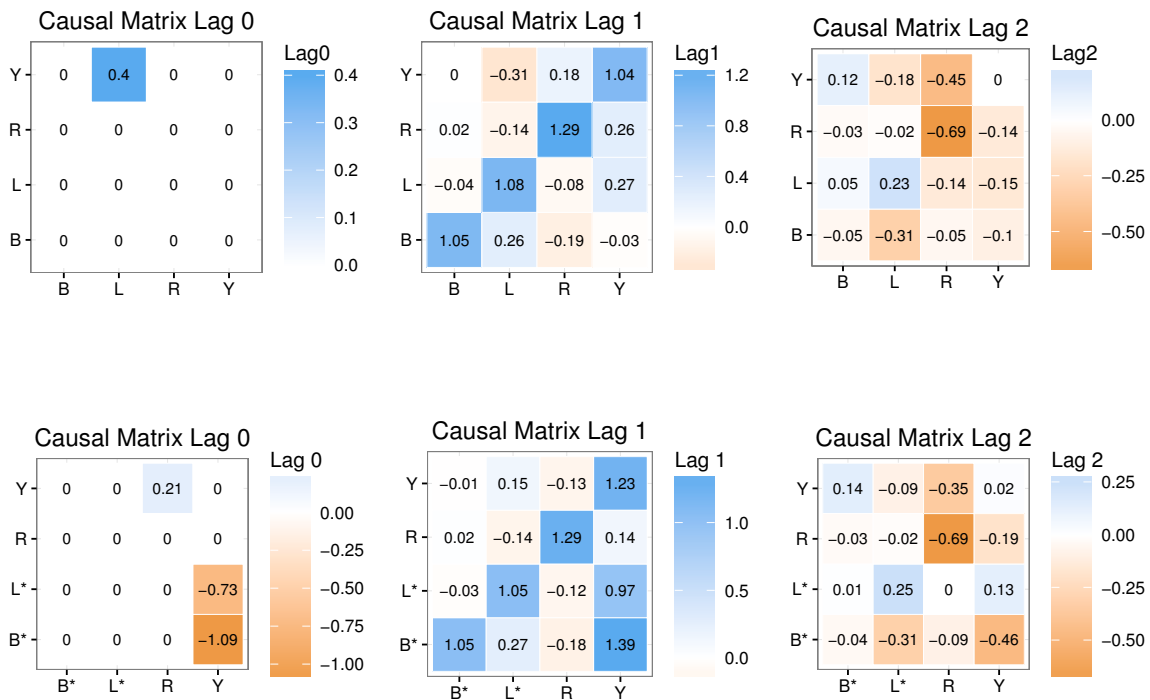 Causal Matrix Lag 0
Y 0 0.4 0 0
R 0 0 0 0
L 0 0 0 0
B 0 0 0 0
B L R Y
Lag0
0.4
0.3
0.2
0.1
0.0
Causal Matrix Lag 1
Y 0 −0.31 0.18 1.04
R 0.02 −0.14 1.29 0.26
L −0.04 1.08 −0.08 0.27
B 1.05 0.26 −0.19 −0.03
B L R Y
Lag1
1.2
0.8
0.4
0.0
Causal Matrix Lag 2
Y 0.12 −0.18 −0.45 0
R −0.03 −0.02 −0.69 −0.14
L 0.05 0.23 −0.14 −0.15
B −0.05 −0.31 −0.05 −0.1
B L R Y
Lag2
0.00
−0.25
−0.50
Causal Matrix Lag 0
Y 0 0 0.21 0
R 0 0 0 0
L* 0 0 0 −0.73
B* 0 0 0 −1.09
B* L* R Y
Lag 0
0.00
−0.25
−0.50
−0.75
−1.00
Causal Matrix Lag 1
Y −0.01 0.15 −0.13 1.23
R 0.02 −0.14 1.29 0.14
L* −0.03 1.05 −0.12 0.97
B* 1.05 0.27 −0.18 1.39
B* L* R Y
Lag 1
1.0
0.5
0.0
Causal Matrix Lag 2
Y 0.14 −0.09 −0.35 0.02
R −0.03 −0.02 −0.69 −0.19
L* 0.01 0.25 0 0.13
B* −0.04 −0.31 −0.09 −0.46
B* L* R Y
Lag 2
0.25
0.00
−0.25
−0.50